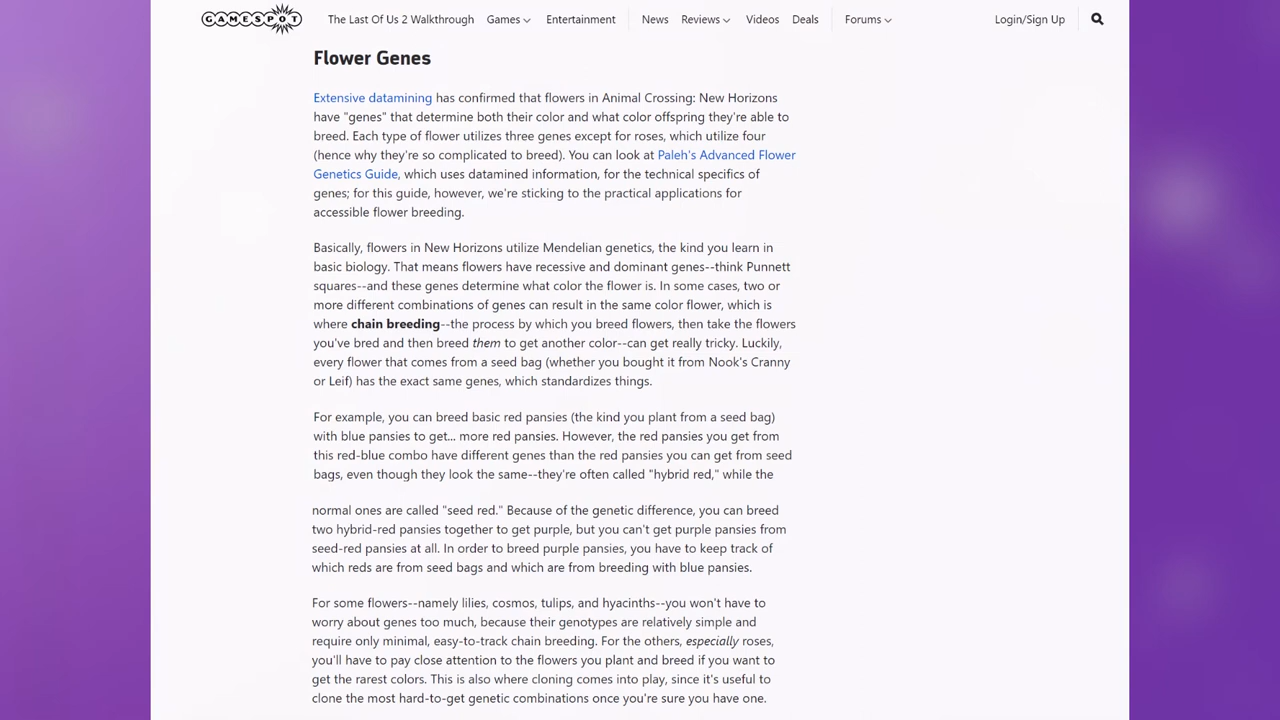 GAMESPOT The Last Of Us 2 Walkthrough Games Entertainment News Reviews Videos Deals Forums Login/Sign Up
Flower Genes
Extensive datamining has confirmed that flowers in Animal Crossing: New Horizons
have "genes" that determine both their color and what color offspring they're able to
breed. Each type of flower utilizes three genes except for roses, which utilize four
(hence why they're so complicated to breed). You can look at Paleh's Advanced Flower
Genetics Guide, which uses datamined information, for the technical specifics of
genes; for this guide, however, we're sticking to the practical applications for
accessible flower breeding.
Basically, flowers in New Horizons utilize Mendelian genetics, the kind you learn in
basic biology. That means flowers have recessive and dominant genes--think Punnett
squares--and these genes determine what color the flower is. In some cases, two or
more different combinations of genes can result in the same color flower, which is
where chain breeding--the process by which you breed flowers, then take the flowers
you've bred and then breed them to get another color--can get really tricky. Luckily,
every flower that comes from a seed bag (whether you bought it from Nook's Cranny
or Leif) has the exact same genes, which standardizes things.
For example, you can breed basic red pansies (the kind you plant from a seed bag)
with blue pansies to get... more red pansies. However, the red pansies you get from
this red-blue combo have different genes than the red pansies you can get from seed
bags, even though they look the same--they're often called "hybrid red," while the
normal ones are called "seed red." Because of the genetic difference, you can breed
two hybrid-red pansies together to get purple, but you can't get purple pansies from
seed-red pansies at all. In order to breed purple pansies, you have to keep track of
which reds are from seed bags and which are from breeding with blue pansies.
For some flowers--namely lilies, cosmos, tulips, and hyacinths--you won't have to
worry about genes too much, because their genotypes are relatively simple and
require only minimal, easy-to-track chain breeding. For the others, especially roses,
you'll have to pay close attention to the flowers you plant and breed if you want to
get the rarest colors. This is also where cloning comes into play, since it's useful to
clone the most hard-to-get genetic combinations once you're sure you have one.